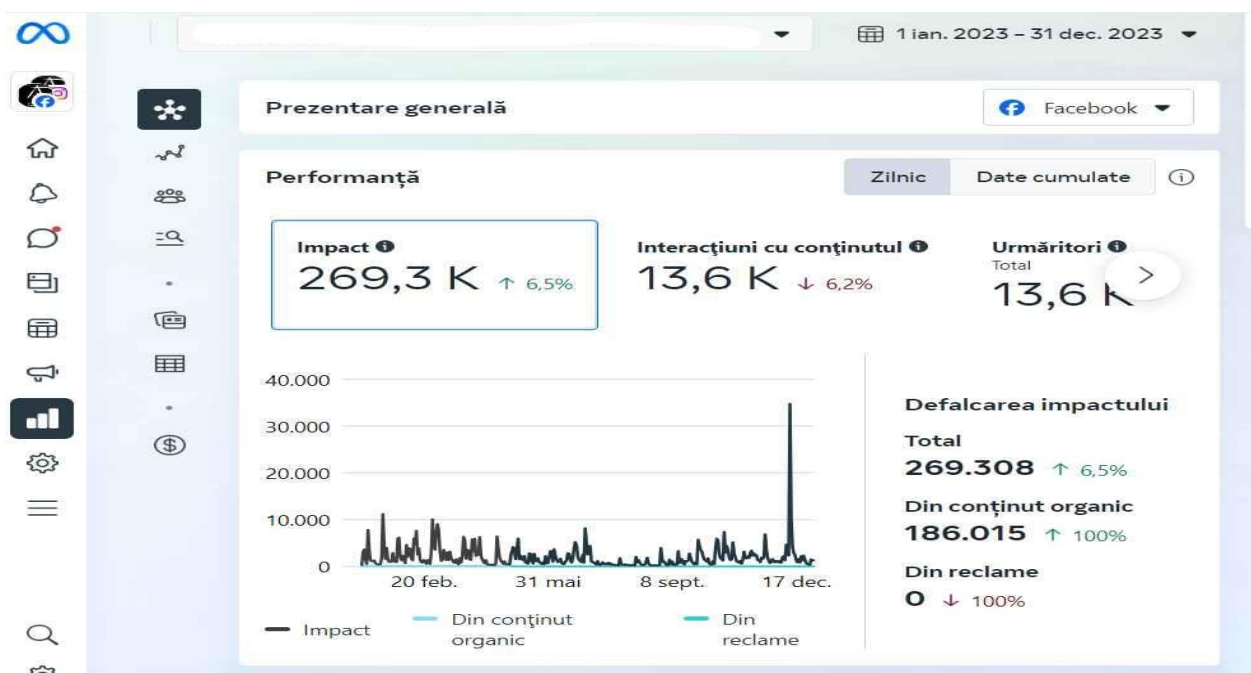 1 ian. 2023 – 31 dec. 2023
Prezentare generală
Facebook
Performanță
Zilnic
Date cumulate
Impact
269,3 K ↑ 6,5%
Interacţiuni cu conţinutul
13,6 K ↓ 6,2%
Urmăritori
Total
13,6 K
40.000
30.000
20.000
10.000
0
20 feb.
31 mai
8 sept.
17 dec.
Impact
Din conţinut
organic
Din
reclame
Defalcarea impactului
Total
269.308 ↑ 6,5%
Din conținut organic
186.015 ↑ 100%
Din reclame
0 ↓ 100%